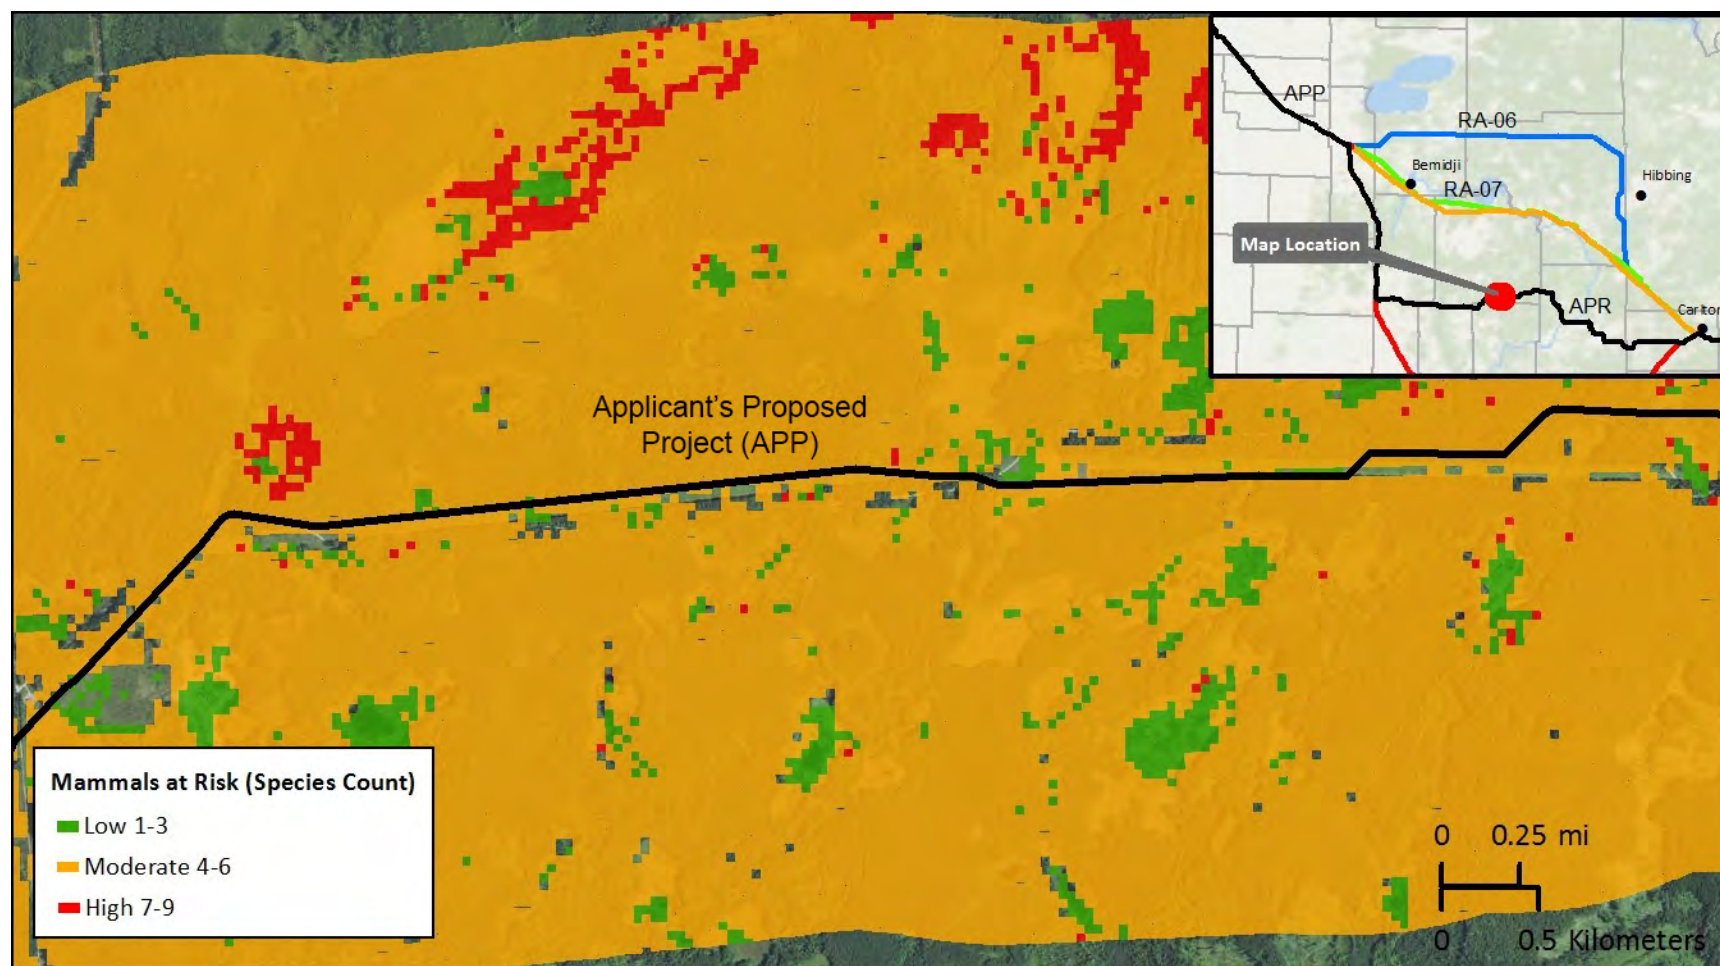 APP
RA-06
Bemidji
Hibbing
RA-07
Map Location
APR
Carlton
Applicant's Proposed
Project (APP)
Mammals at Risk (Species Count)
Low 1-3
Moderate 4-6
High 7-9
0 0.25 mi
0 0.5 Kilometers